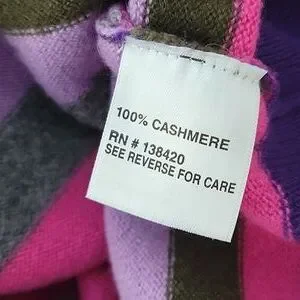 100% CASHMERE
RN # 138420
SEE REVERSE FOR CARE